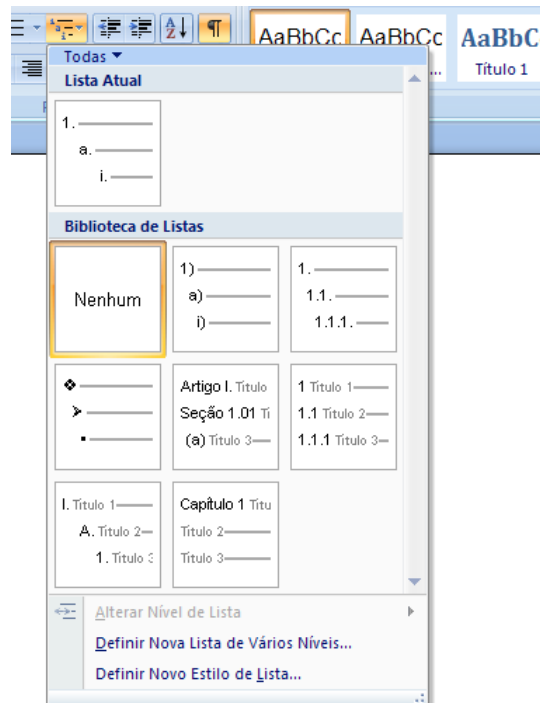 AaBbCc AaBbCc AaBbC
... Título 1
Todas
Lista Atual
1.
a.
i.
Biblioteca de Listas
Nenhum
1)
a)
i)
1.
1.1.
1.1.1.
Artigo I. Título
Seção 1.01 Tí
(a) Título 3
1 Título 1
1.1 Título 2
1.1.1 Título 3
I. Título 1
A. Título 2
1. Título 3
Capítulo 1 Títu
Título 2
Título 3
Alterar Nível de Lista
Definir Nova Lista de Vários Níveis...
Definir Novo Estilo de Lista...